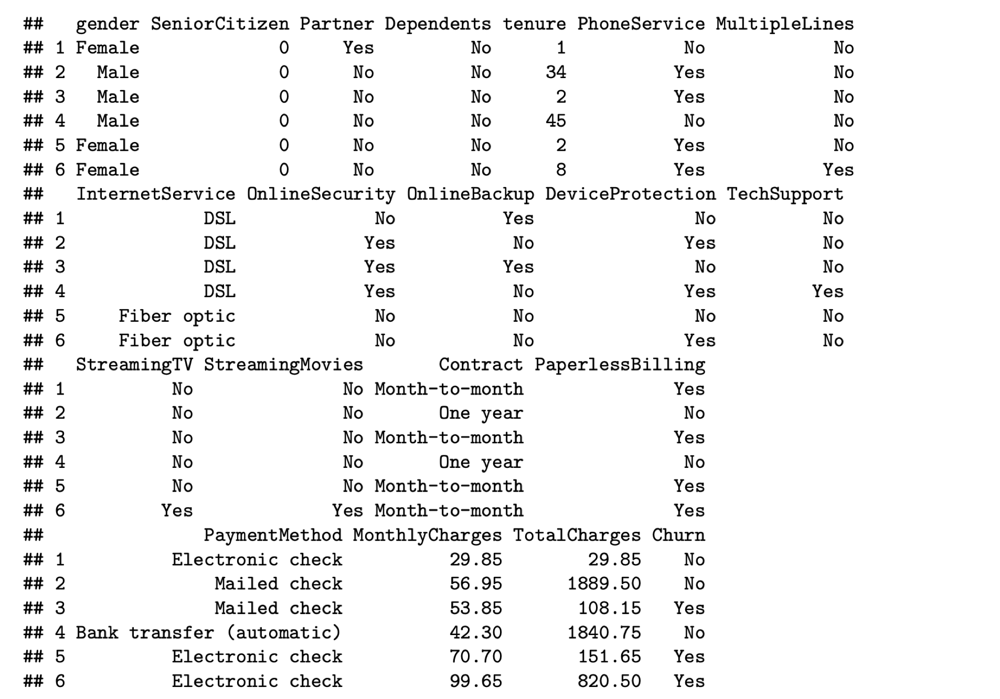 ##   gender SeniorCitizen Partner Dependents tenure PhoneService MultipleLines
## 1 Female             0     Yes         No      1           No            No
## 2   Male             0      No         No     34          Yes            No
## 3   Male             0      No         No      2          Yes            No
## 4   Male             0      No         No     45           No            No
## 5 Female             0      No         No      2          Yes            No
## 6 Female             0      No         No      8          Yes           Yes
##   InternetService OnlineSecurity OnlineBackup DeviceProtection TechSupport
## 1             DSL             No          Yes               No          No
## 2             DSL            Yes           No              Yes          No
## 3             DSL            Yes          Yes               No          No
## 4             DSL            Yes           No              Yes         Yes
## 5     Fiber optic             No           No               No          No
## 6     Fiber optic             No           No              Yes          No
##   StreamingTV StreamingMovies       Contract PaperlessBilling
## 1          No              No Month-to-month              Yes
## 2          No              No       One year               No
## 3          No              No Month-to-month              Yes
## 4          No              No       One year               No
## 5          No              No Month-to-month              Yes
## 6         Yes             Yes Month-to-month              Yes
##               PaymentMethod MonthlyCharges TotalCharges Churn
## 1          Electronic check          29.85        29.85    No
## 2              Mailed check          56.95      1889.50    No
## 3              Mailed check          53.85       108.15   Yes
## 4 Bank transfer (automatic)          42.30      1840.75    No
## 5          Electronic check          70.70       151.65   Yes
## 6          Electronic check          99.65       820.50   Yes